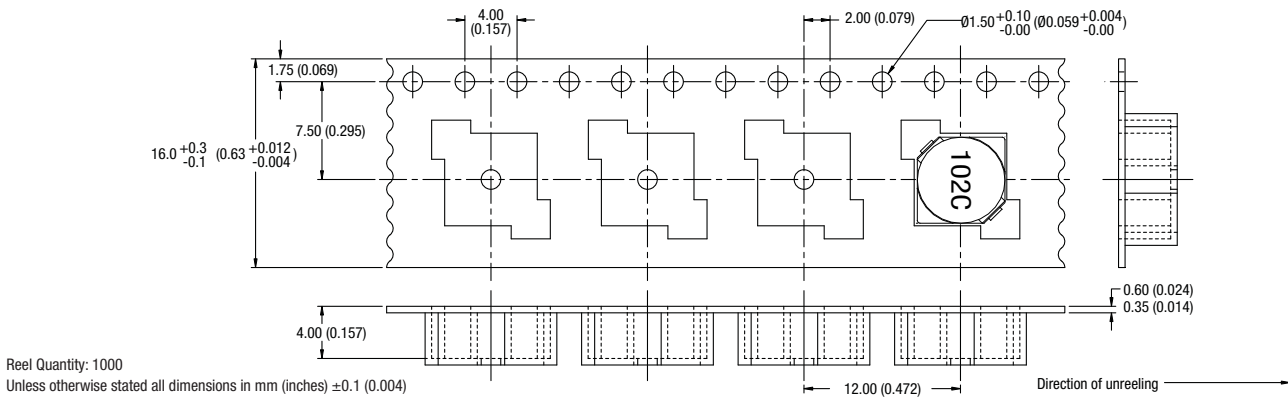 4.00
(0.157)
2.00 (0.079)
Ø1.50 +0.10 -0.00 (Ø0.059 +0.004 -0.00)
1.75 (0.069)
7.50 (0.295)
16.0 +0.3 -0.1 (0.63 +0.012 -0.004)
102C
0.60 (0.024)
0.35 (0.014)
4.00 (0.157)
12.00 (0.472)
Direction of unreeling
Reel Quantity: 1000
Unless otherwise stated all dimensions in mm (inches) ±0.1 (0.004)